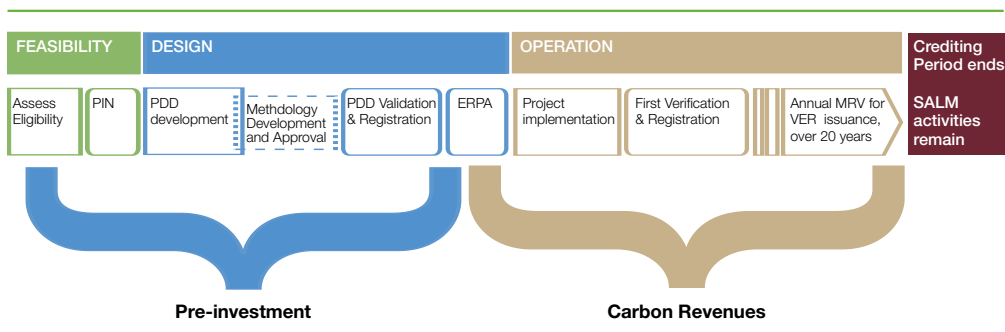 FEASIBILITY
DESIGN
OPERATION
Crediting
Period ends
SALM
activities
remain
Assess
Eligibility
PIN
PDD
development
Methdology
Development
and Approval
PDD Validation
& Registration
ERPA
Project
implementation
First Verification
& Registration
Annual MRV for
VER issuance,
over 20 years
Pre-investment
Carbon Revenues